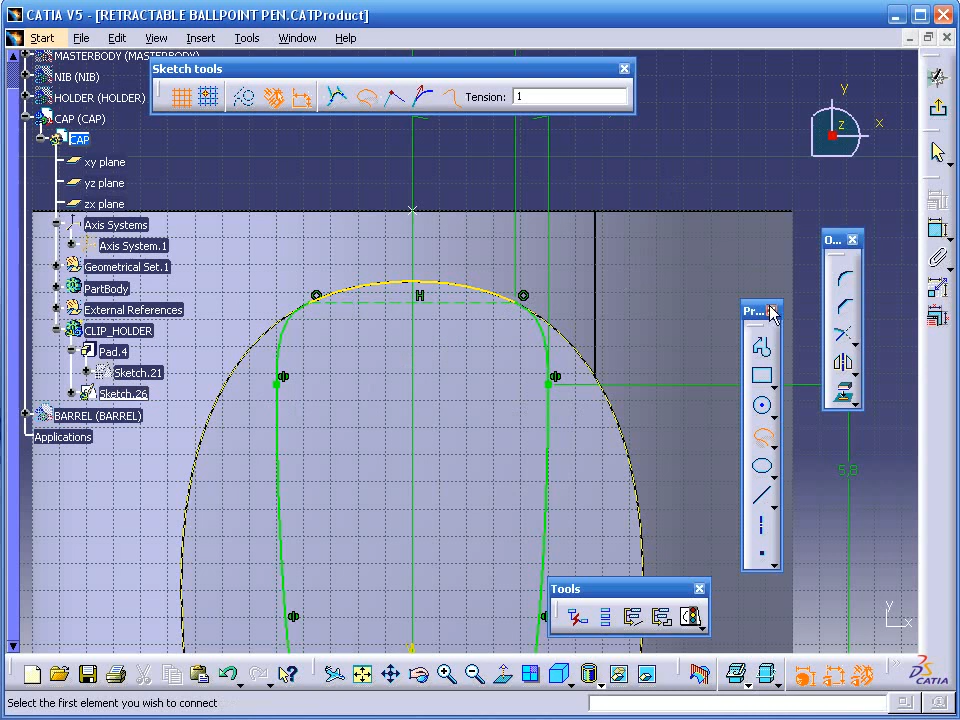 CATIA V5 - [RETRACTABLE BALLPOINT PEN.CATProduct]
Start File Edit View Insert Tools Window Help
MASTERBODY (MASTERBODY)
NIB (NIB)
HOLDER (HOLDER)
CAP (CAP)
CAP
xy plane
yz plane
zx plane
Axis Systems
Axis System.1
Geometrical Set.1
PartBody
External References
CLIP_HOLDER
Pad.4
Sketch.21
Sketch.26
BARREL (BARREL)
Applications
Sketch tools
Tension: 1
y
z x
H
O...
Pr...
5,3
Tools
y
x
CATIA
Select the first element you wish to connect